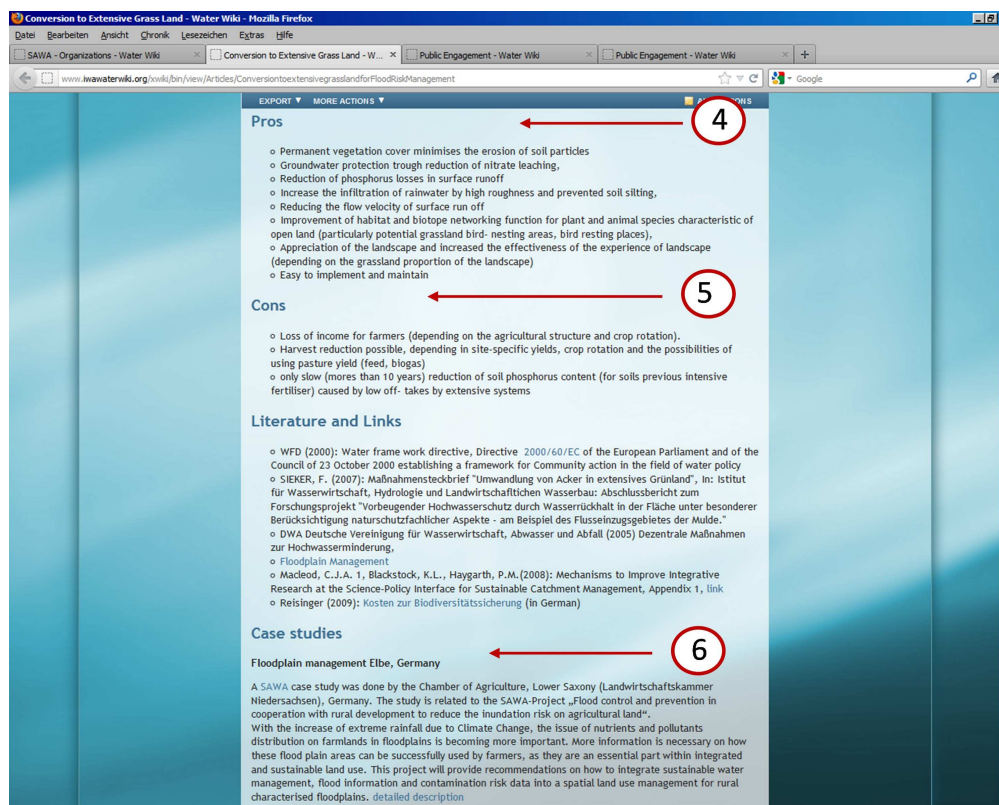 Conversion to Extensive Grass Land - Water Wiki - Mozilla Firefox
Datei Bearbeiten Ansicht Chronik Lesezeichen Extras Hilfe
SAWA - Organizations - Water Wiki
Conversion to Extensive Grass Land - W...
Public Engagement - Water Wiki
Public Engagement - Water Wiki
www.iwawaterwiki.org/xwiki/bin/view/Articles/ConversiontoextensivegrasslandforFloodRiskManagement
Google
EXPORT MORE ACTIONS
4
Pros
Permanent vegetation cover minimises the erosion of soil particles
Groundwater protection trough reduction of nitrate leaching,
Reduction of phosphorus losses in surface runoff
Increase the infiltration of rainwater by high roughness and prevented soil silting,
Reducing the flow velocity of surface run off
Improvement of habitat and biotope networking function for plant and animal species characteristic of
open land (particularly potential grassland bird- nesting areas, bird resting places),
Appreciation of the landscape and increased the effectiveness of the experience of landscape
(depending on the grassland proportion of the landscape)
Easy to implement and maintain
5
Cons
Loss of income for farmers (depending on the agricultural structure and crop rotation).
Harvest reduction possible, depending in site-specific yields, crop rotation and the possibilities of
using pasture yield (feed, biogas)
only slow (mores than 10 years) reduction of soil phosphorus content (for soils previous intensive
fertiliser) caused by low off- takes by extensive systems
Literature and Links
WFD (2000): Water frame work directive, Directive 2000/60/EC of the European Parliament and of the
Council of 23 October 2000 establishing a framework for Community action in the field of water policy
SIEKER, F. (2007): Maßnahmensteckbrief "Umwandlung von Acker in extensives Grünland", In: Istitut
für Wasserwirtschaft, Hydrologie und Landwirtschafltichen Wasserbau: Abschlussbericht zum
Forschungsprojekt "Vorbeugender Hochwasserschutz durch Wasserrückhalt in der Fläche unter besonderer
Berücksichtigung naturschutzfachlicher Aspekte - am Beispiel des Flusseinzugsgebietes der Mulde."
DWA Deutsche Vereinigung für Wasserwirtschaft, Abwasser und Abfall (2005) Dezentrale Maßnahmen
zur Hochwasserminderung,
Floodplain Management
Macleod, C.J.A. 1, Blackstock, K.L., Haygarth, P.M.(2008): Mechanisms to Improve Integrative
Research at the Science-Policy Interface for Sustainable Catchment Management, Appendix 1, link
Reisinger (2009): Kosten zur Biodiversitätssicherung (in German)
Case studies
6
Floodplain management Elbe, Germany
A SAWA case study was done by the Chamber of Agriculture, Lower Saxony (Landwirtschaftskammer
Niedersachsen), Germany. The study is related to the SAWA-Project „Flood control and prevention in
cooperation with rural development to reduce the inundation risk on agricultural land“.
With the increase of extreme rainfall due to Climate Change, the issue of nutrients and pollutants
distribution on farmlands in floodplains is becoming more important. More information is necessary on how
these flood plain areas can be successfully used by farmers, as they are an essential part within integrated
and sustainable land use. This project will provide recommendations on how to integrate sustainable water
management, flood information and contamination risk data into a spatial land use management for rural
characterised floodplains. detailed description